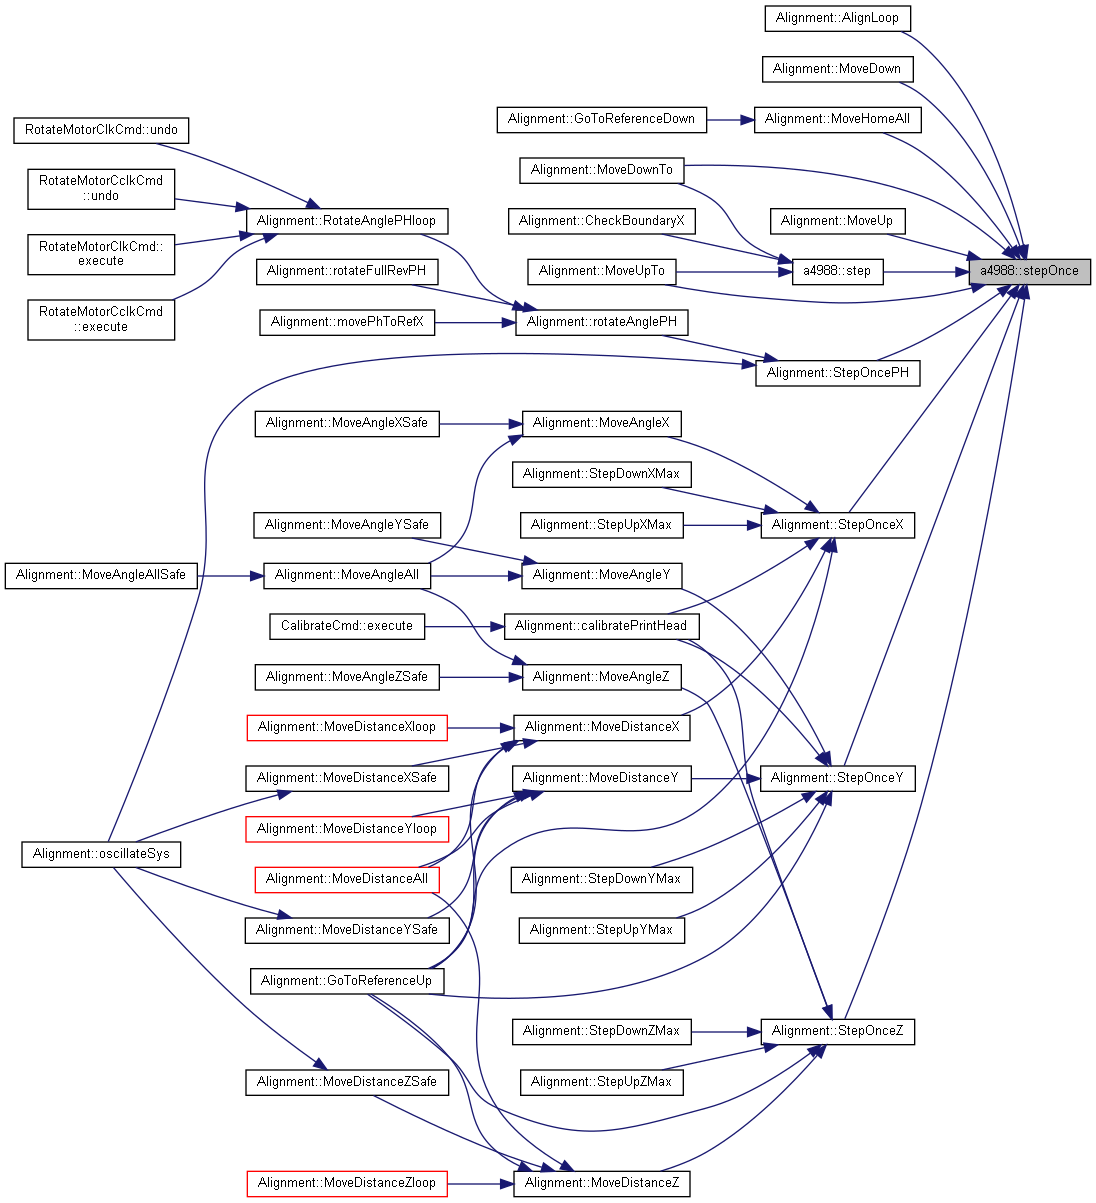 Alignment::AlignLoop
Alignment::MoveDown
Alignment::GoToReferenceDown
Alignment::MoveHomeAll
RotateMotorClkCmd::undo
Alignment::MoveDownTo
RotateMotorCclkCmd
::undo
Alignment::RotateAnglePHloop
Alignment::CheckBoundaryX
Alignment::MoveUp
RotateMotorClkCmd::
execute
Alignment::rotateFullRevPH
Alignment::MoveUpTo
a4988::step
a4988::stepOnce
RotateMotorCclkCmd
::execute
Alignment::movePhToRefX
Alignment::rotateAnglePH
Alignment::StepOncePH
Alignment::MoveAngleXSafe
Alignment::MoveAngleX
Alignment::StepDownXMax
Alignment::MoveAngleYSafe
Alignment::StepUpXMax
Alignment::StepOnceX
Alignment::MoveAngleAllSafe
Alignment::MoveAngleAll
Alignment::MoveAngleY
CalibrateCmd::execute
Alignment::calibratePrintHead
Alignment::MoveAngleZSafe
Alignment::MoveAngleZ
Alignment::MoveDistanceXloop
Alignment::MoveDistanceX
Alignment::MoveDistanceXSafe
Alignment::MoveDistanceY
Alignment::StepOnceY
Alignment::MoveDistanceYloop
Alignment::oscillateSys
Alignment::MoveDistanceAll
Alignment::StepDownYMax
Alignment::MoveDistanceYSafe
Alignment::StepUpYMax
Alignment::GoToReferenceUp
Alignment::StepDownZMax
Alignment::StepOnceZ
Alignment::MoveDistanceZSafe
Alignment::StepUpZMax
Alignment::MoveDistanceZloop
Alignment::MoveDistanceZ